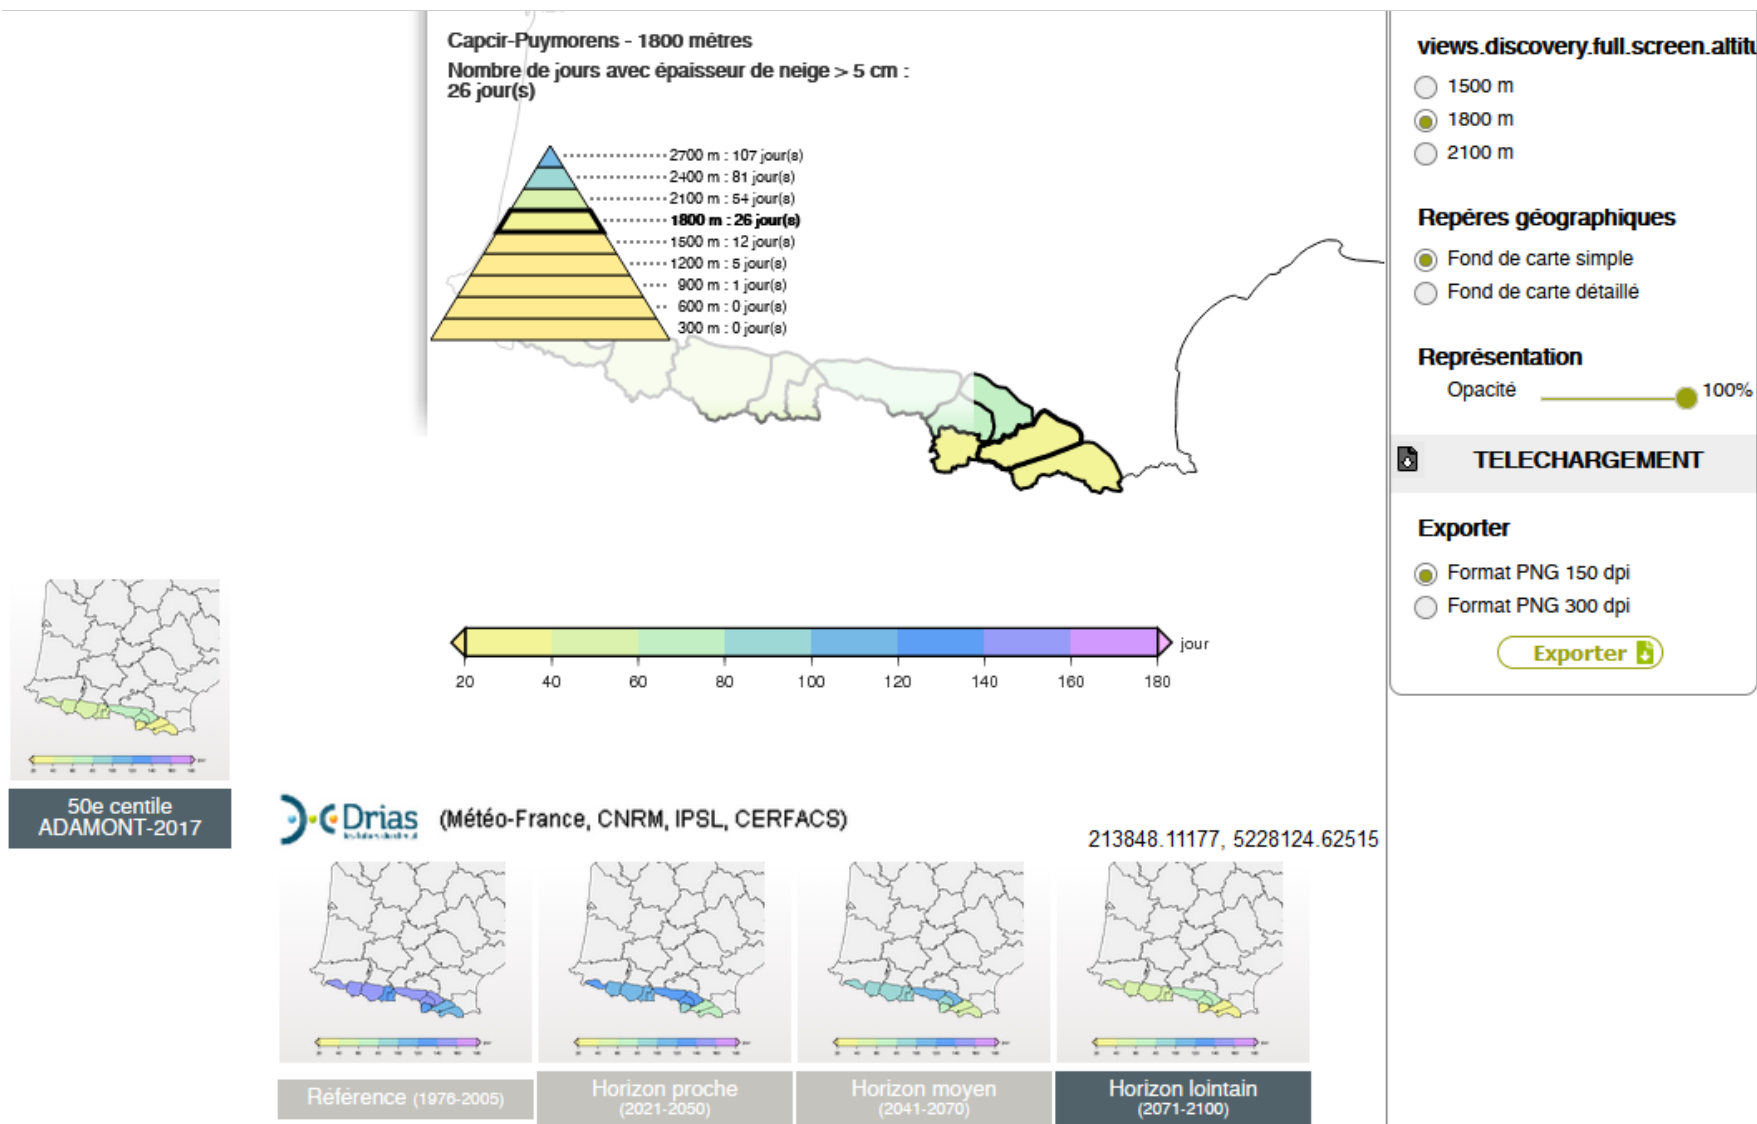 Capcir-Puymorens - 1800 mètres
Nombre de jours avec épaisseur de neige > 5 cm :
26 jour(s)
2700 m : 107 jour(s)
2400 m : 81 jour(s)
2100 m : 54 jour(s)
1800 m : 26 jour(s)
1500 m : 12 jour(s)
1200 m : 5 jour(s)
900 m : 1 jour(s)
600 m : 0 jour(s)
300 m : 0 jour(s)
20 40 60 80 100 120 140 160 180 jour
views.discovery.full.screen.altitu
1500 m
1800 m
2100 m
Repères géographiques
Fond de carte simple
Fond de carte détaillé
Représentation
Opacité 100%
TELECHARGEMENT
Exporter
Format PNG 150 dpi
Format PNG 300 dpi
Exporter
50e centile
ADAMONT-2017
Drias (Météo-France, CNRM, IPSL, CERFACS)
213848.11177, 5228124.62515
Référence (1976-2005)
Horizon proche
(2021-2050)
Horizon moyen
(2041-2070)
Horizon lointain
(2071-2100)